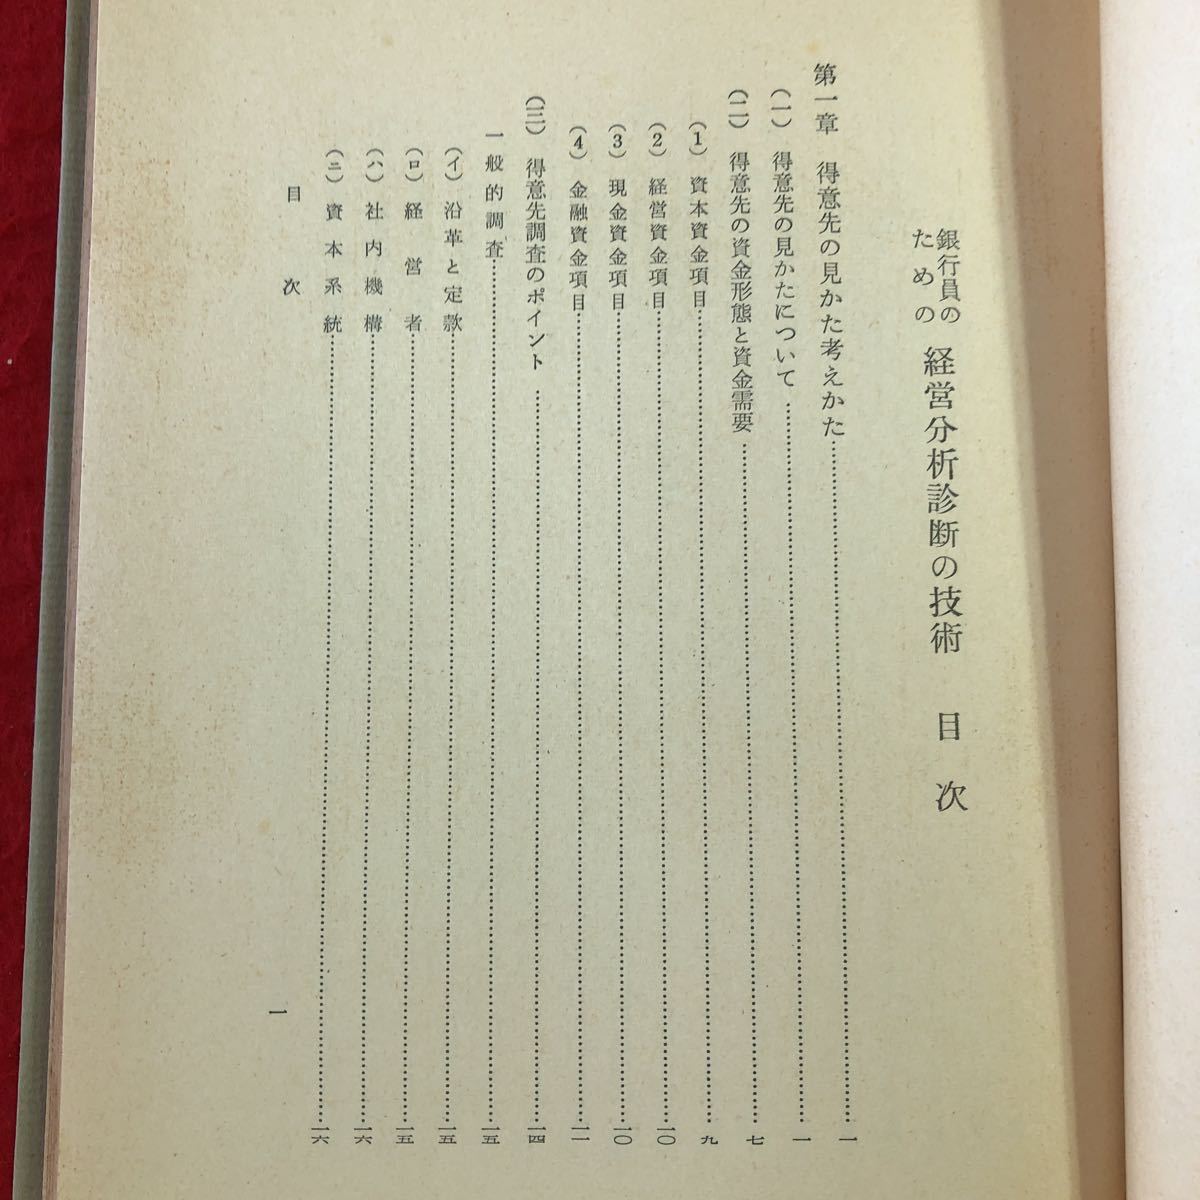 銀行員の
ための 経営分析診断の技術 目次
第一章 得意先の見かた考えかた……一
(一) 得意先の見かたについて……一
(二) 得意先の資金形態と資金需要……七
(1) 資本資金項目……九
(2) 経営資金項目……一〇
(3) 現金資金項目……一〇
(4) 金融資金項目……一一
(三) 得意先調査のポイント……一四
一般的調査……一五
(イ) 沿革と定款……一五
(ロ) 経営者……一五
(ハ) 社内機構……一六
(ニ) 資本系統……一六
目次
一